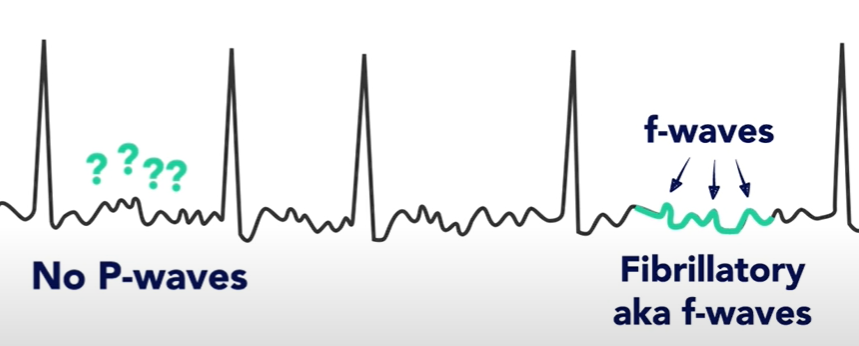 ? ? ? ?
No P-waves
f-waves
Fibrillatory
aka f-waves